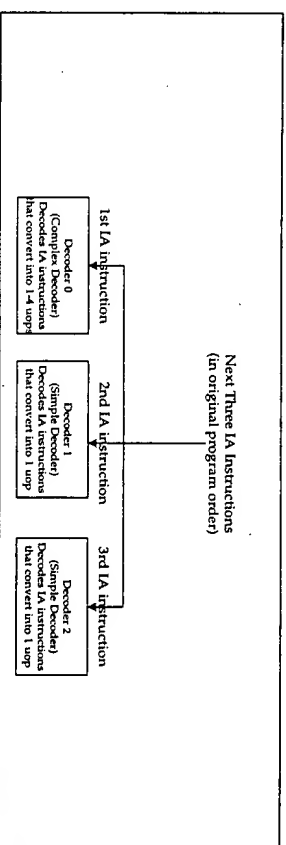 Next Three IA Instructions
(in original program order)
1st IA instruction
2nd IA instruction
3rd IA instruction
Decoder 0
(Complex Decoder)
Decodes IA instructions
that convert into 1-4 uops
Decoder 1
(Simple Decoder)
Decodes IA instructions
that convert into 1 uop
Decoder 2
(Simple Decoder)
Decodes IA instructions
that convert into 1 uop